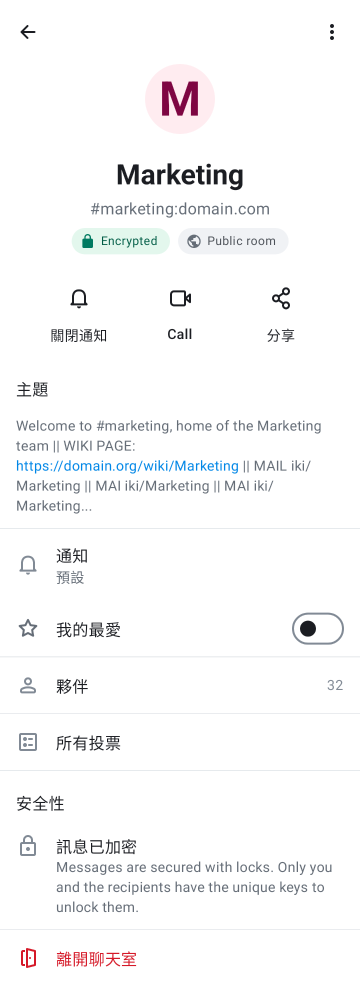 M
Marketing
#marketing:domain.com
Encrypted
Public room
關閉通知
Call
分享
主題
Welcome to #marketing, home of the Marketing
team || WIKI PAGE:
https://domain.org/wiki/Marketing || MAIL iki/
Marketing || MAI iki/Marketing || MAI iki/
Marketing...
通知
預設
我的最愛
夥伴 32
所有投票
安全性
訊息已加密
Messages are secured with locks. Only you
and the recipients have the unique keys to
unlock them.
離開聊天室